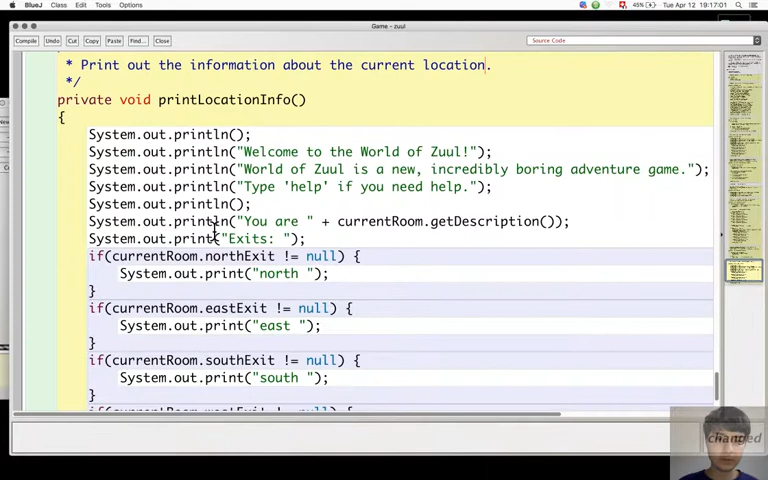 BlueJ Class Edit Tools Options 45% Tue Apr 12 19:17:01
Game - zuul
Compile Undo Cut Copy Paste Find... Close Source Code
* Print out the information about the current location.
*/
private void printLocationInfo()
{
System.out.println();
System.out.println("Welcome to the World of Zuul!");
System.out.println("World of Zuul is a new, incredibly boring adventure game.");
System.out.println("Type 'help' if you need help.");
System.out.println();
System.out.println("You are " + currentRoom.getDescription());
System.out.print("Exits: ");
if(currentRoom.northExit != null) {
System.out.print("north ");
}
if(currentRoom.eastExit != null) {
System.out.print("east ");
}
if(currentRoom.southExit != null) {
System.out.print("south ");
}
changed